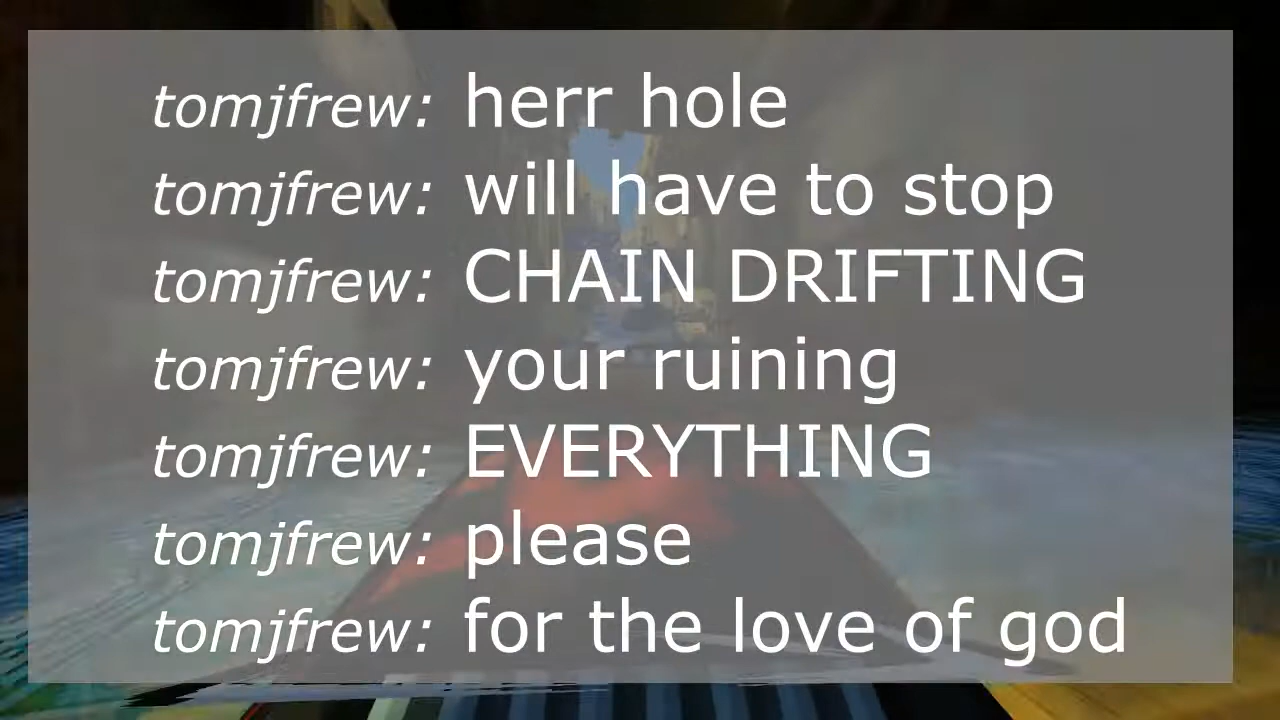 tomjfrew: herr hole
tomjfrew: will have to stop
tomjfrew: CHAIN DRIFTING
tomjfrew: your ruining
tomjfrew: EVERYTHING
tomjfrew: please
tomjfrew: for the love of god